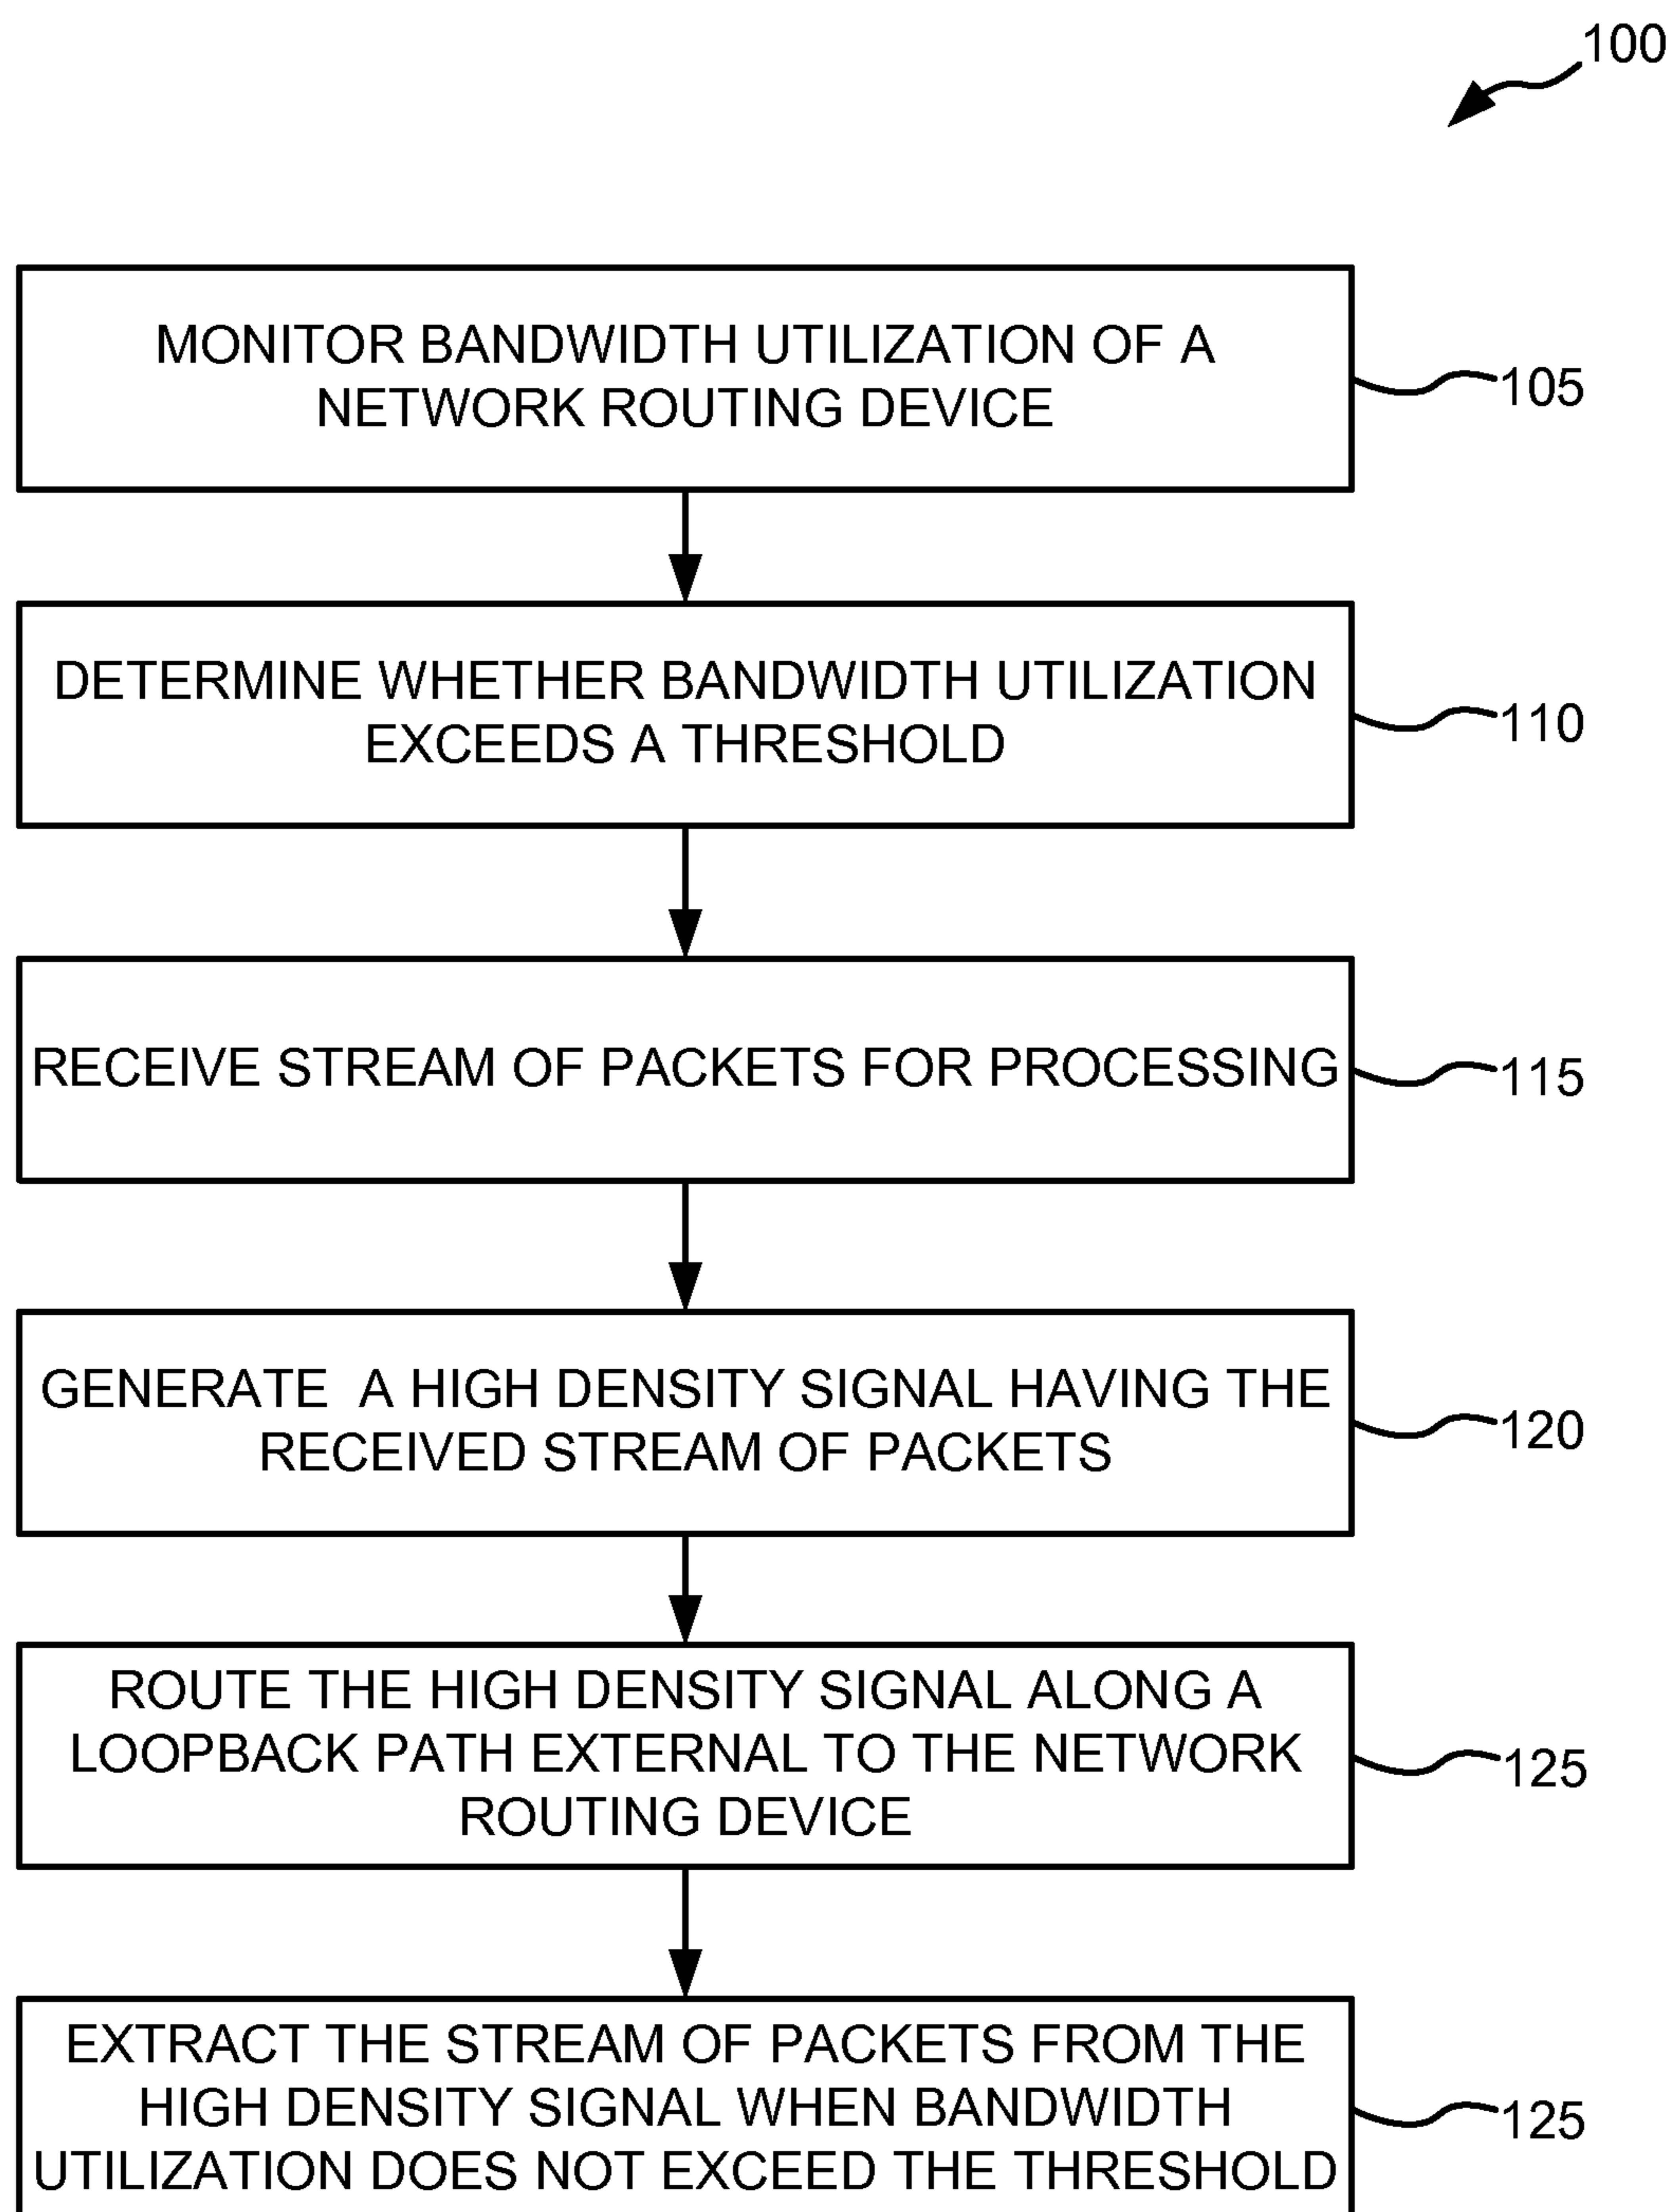 100
MONITOR BANDWIDTH UTILIZATION OF A
NETWORK ROUTING DEVICE
105
DETERMINE WHETHER BANDWIDTH UTILIZATION
EXCEEDS A THRESHOLD
110
RECEIVE STREAM OF PACKETS FOR PROCESSING
115
GENERATE A HIGH DENSITY SIGNAL HAVING THE
RECEIVED STREAM OF PACKETS
120
ROUTE THE HIGH DENSITY SIGNAL ALONG A
LOOPBACK PATH EXTERNAL TO THE NETWORK
ROUTING DEVICE
125
EXTRACT THE STREAM OF PACKETS FROM THE
HIGH DENSITY SIGNAL WHEN BANDWIDTH
UTILIZATION DOES NOT EXCEED THE THRESHOLD
125